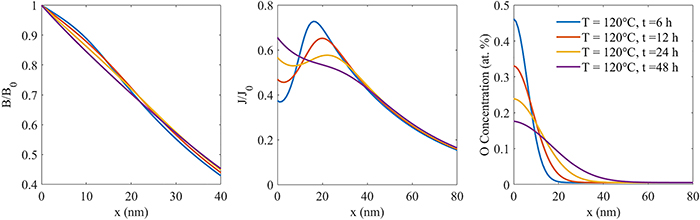 1
0.9
0.8
0.7
0.6
0.5
0.4
B/B0
0 10 20 30 40
x (nm)
0.8
0.6
0.4
0.2
0
J/J0
0 20 40 60 80
x (nm)
0.5
0.4
0.3
0.2
0.1
0
O Concentration (at. %)
0 20 40 60 80
x (nm)
T = 120°C, t =6 h
T = 120°C, t =12 h
T = 120°C, t =24 h
T = 120°C, t =48 h